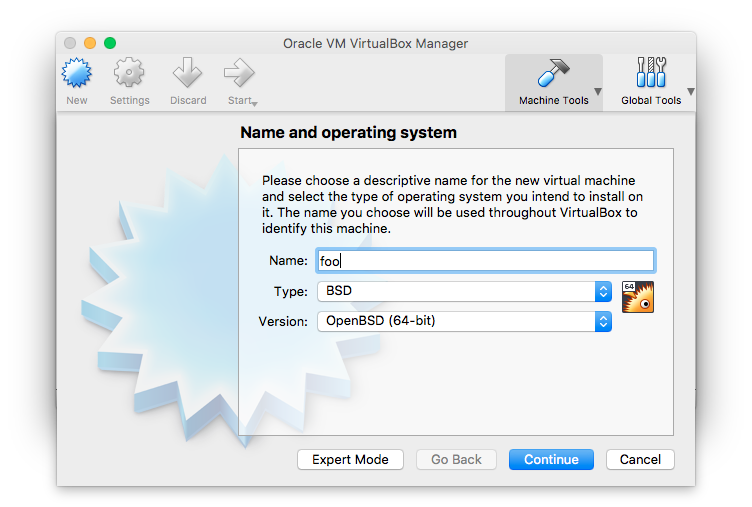 Oracle VM VirtualBox Manager
New
Settings
Discard
Start
Machine Tools
Global Tools
Name and operating system
Please choose a descriptive name for the new virtual machine
and select the type of operating system you intend to install on
it. The name you choose will be used throughout VirtualBox to
identify this machine.
Name: foo
Type: BSD
64
Version: OpenBSD (64-bit)
Expert Mode
Go Back
Continue
Cancel